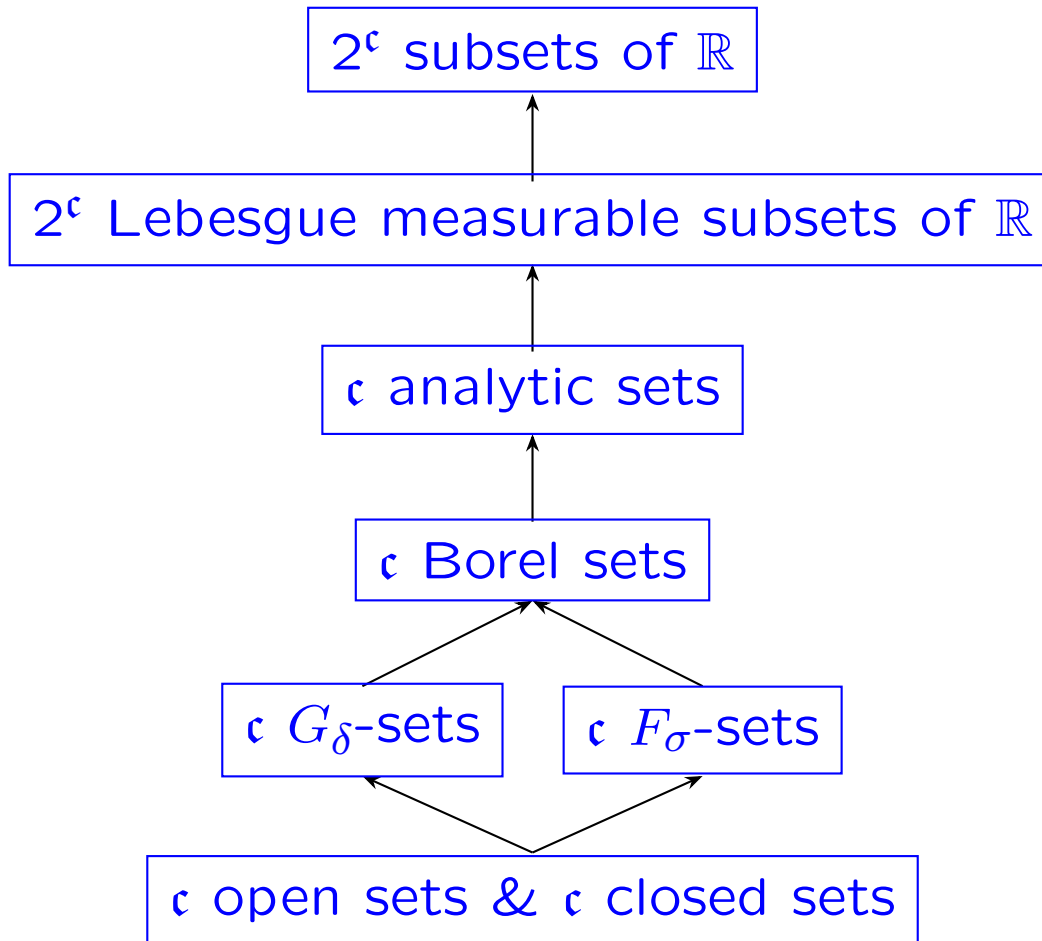 2^𝔠 subsets of ℝ
2^𝔠 Lebesgue measurable subsets of ℝ
𝔠 analytic sets
𝔠 Borel sets
𝔠 G_δ-sets
𝔠 F_σ-sets
𝔠 open sets & 𝔠 closed sets